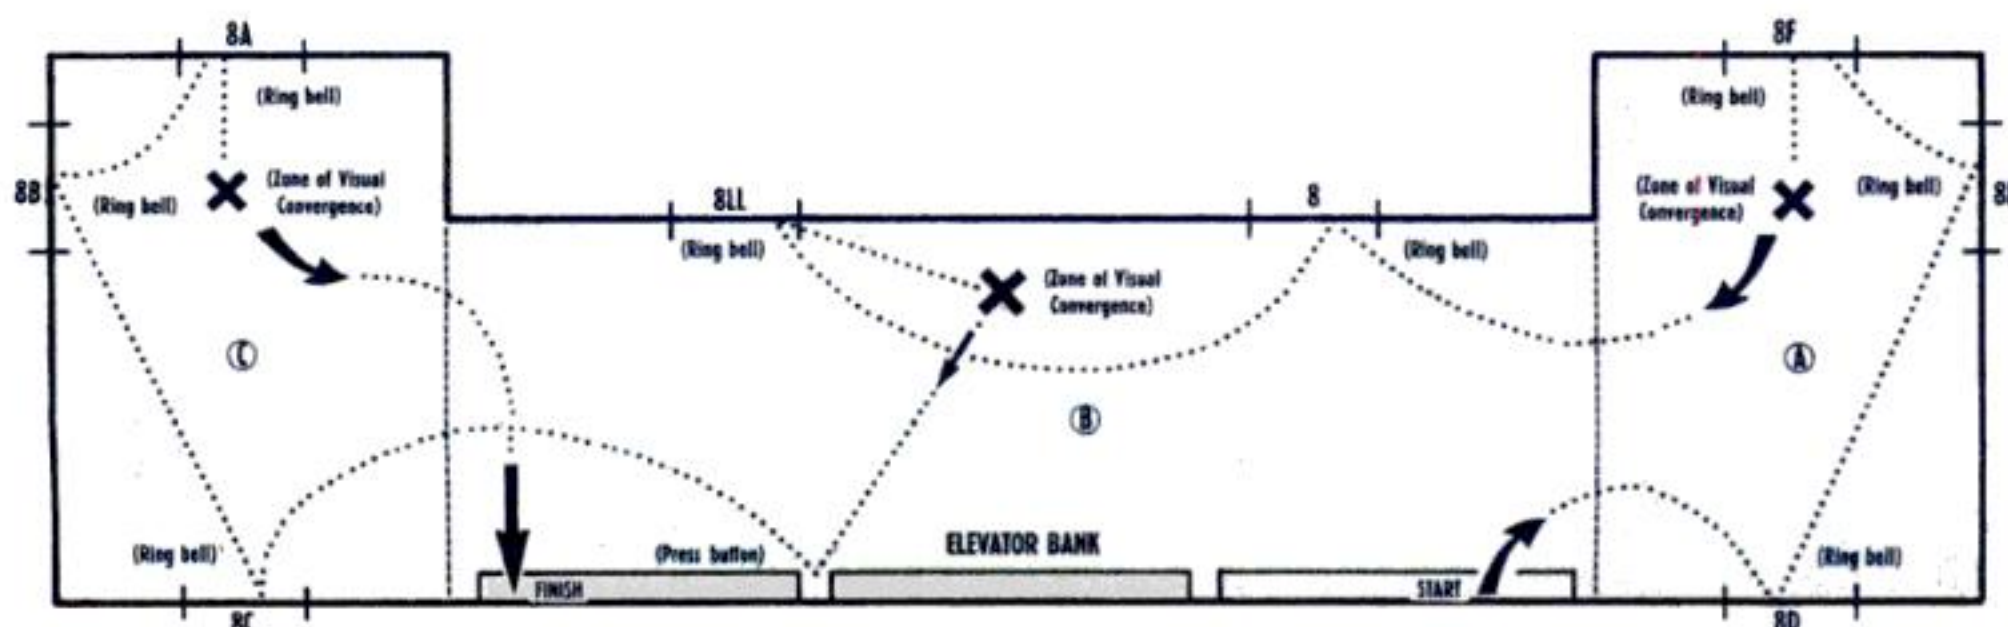 8A
8F
(Ring bell)
(Ring bell)
8B
(Ring bell)
(Zone of Visual
Convergence)
8LL
8
(Zone of Visual
Convergence)
(Ring bell)
(Ring bell)
(Ring bell)
(Zone of Visual
Convergence)
C
A
B
(Ring bell)
(Press button)
ELEVATOR BANK
(Ring bell)
FINISH
START
8C
8D